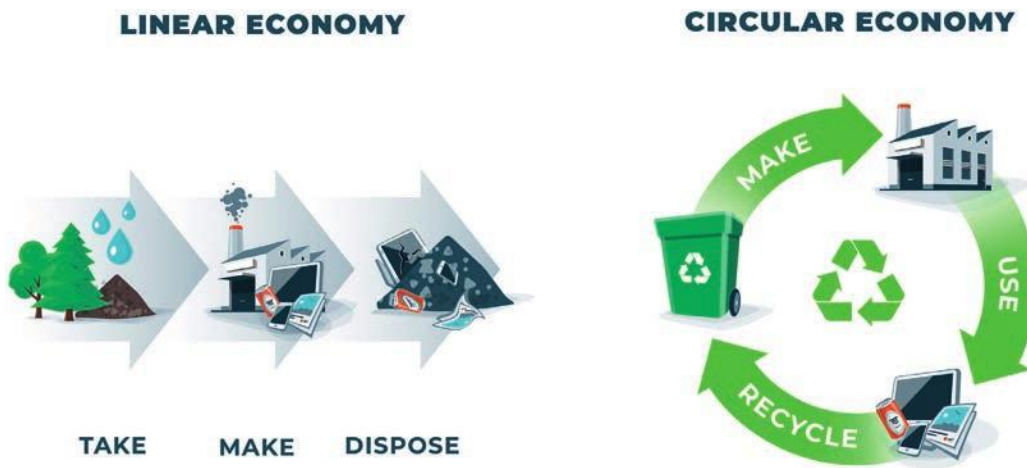 LINEAR ECONOMY
TAKE
MAKE
DISPOSE
CIRCULAR ECONOMY
MAKE
USE
RECYCLE